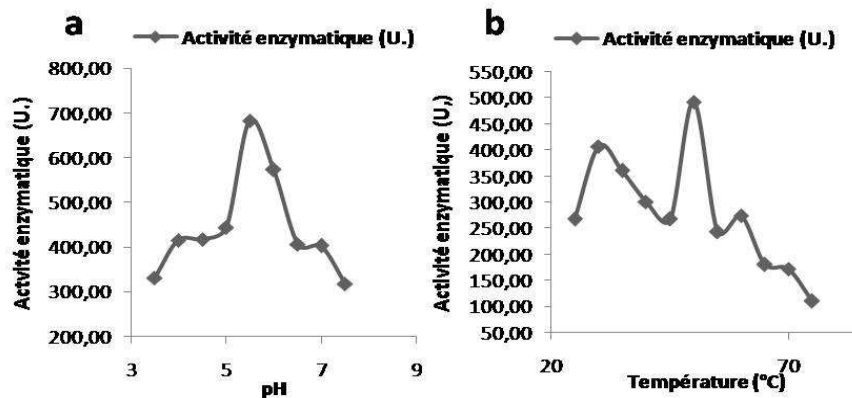 a
Activité enzymatique (U.)
800,00
700,00
600,00
500,00
400,00
300,00
200,00
Actvité enzymatique (U.)
3 5 7 9
pH
b
Activité enzymatique (U.)
550,00
500,00
450,00
400,00
350,00
300,00
250,00
200,00
150,00
100,00
50,00
Activité enzymatique (U,)
20 70
Température (°C)